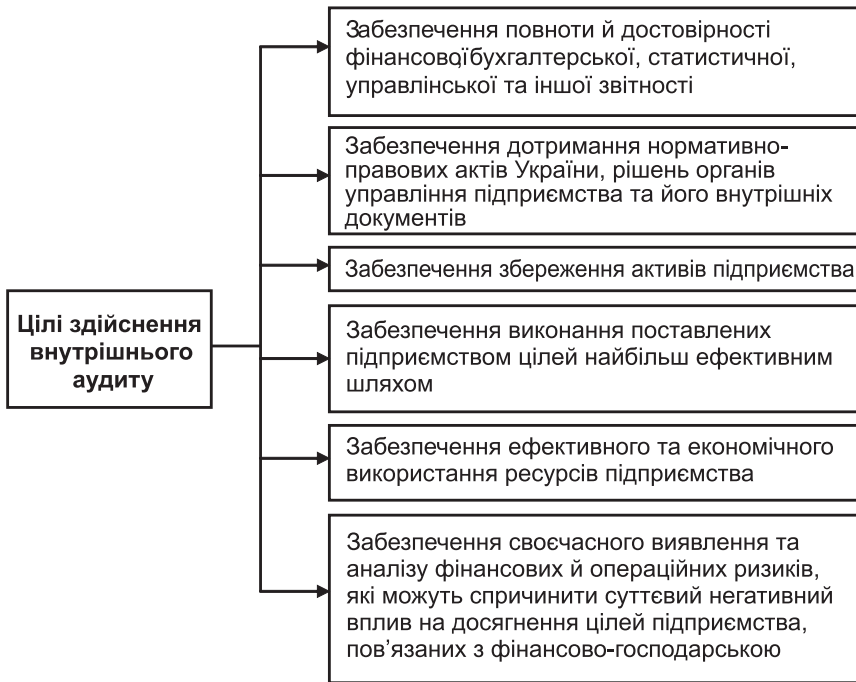 Цілі здійснення
внутрішнього
аудиту
Забезпечення повноти й достовірності
фінансовоїбухгалтерської, статистичної,
управлінської та іншої звітності
Забезпечення дотримання нормативно-
правових актів України, рішень органів
управління підприємства та його внутрішніх
документів
Забезпечення збереження активів підприємства
Забезпечення виконання поставлених
підприємством цілей найбільш ефективним
шляхом
Забезпечення ефективного та економічного
використання ресурсів підприємства
Забезпечення своєчасного виявлення та
аналізу фінансових й операційних ризиків,
які можуть спричинити суттєвий негативний
вплив на досягнення цілей підприємства,
пов’язаних з фінансово-господарською